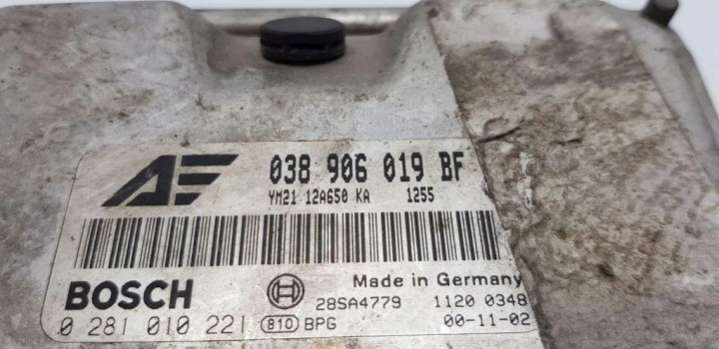 AE 038 906 019 BF
YM21 12A650 KA 1255
BOSCH Made in Germany
28SA4779 1120 0348
0 281 010 221 810 BPG 00-11-02